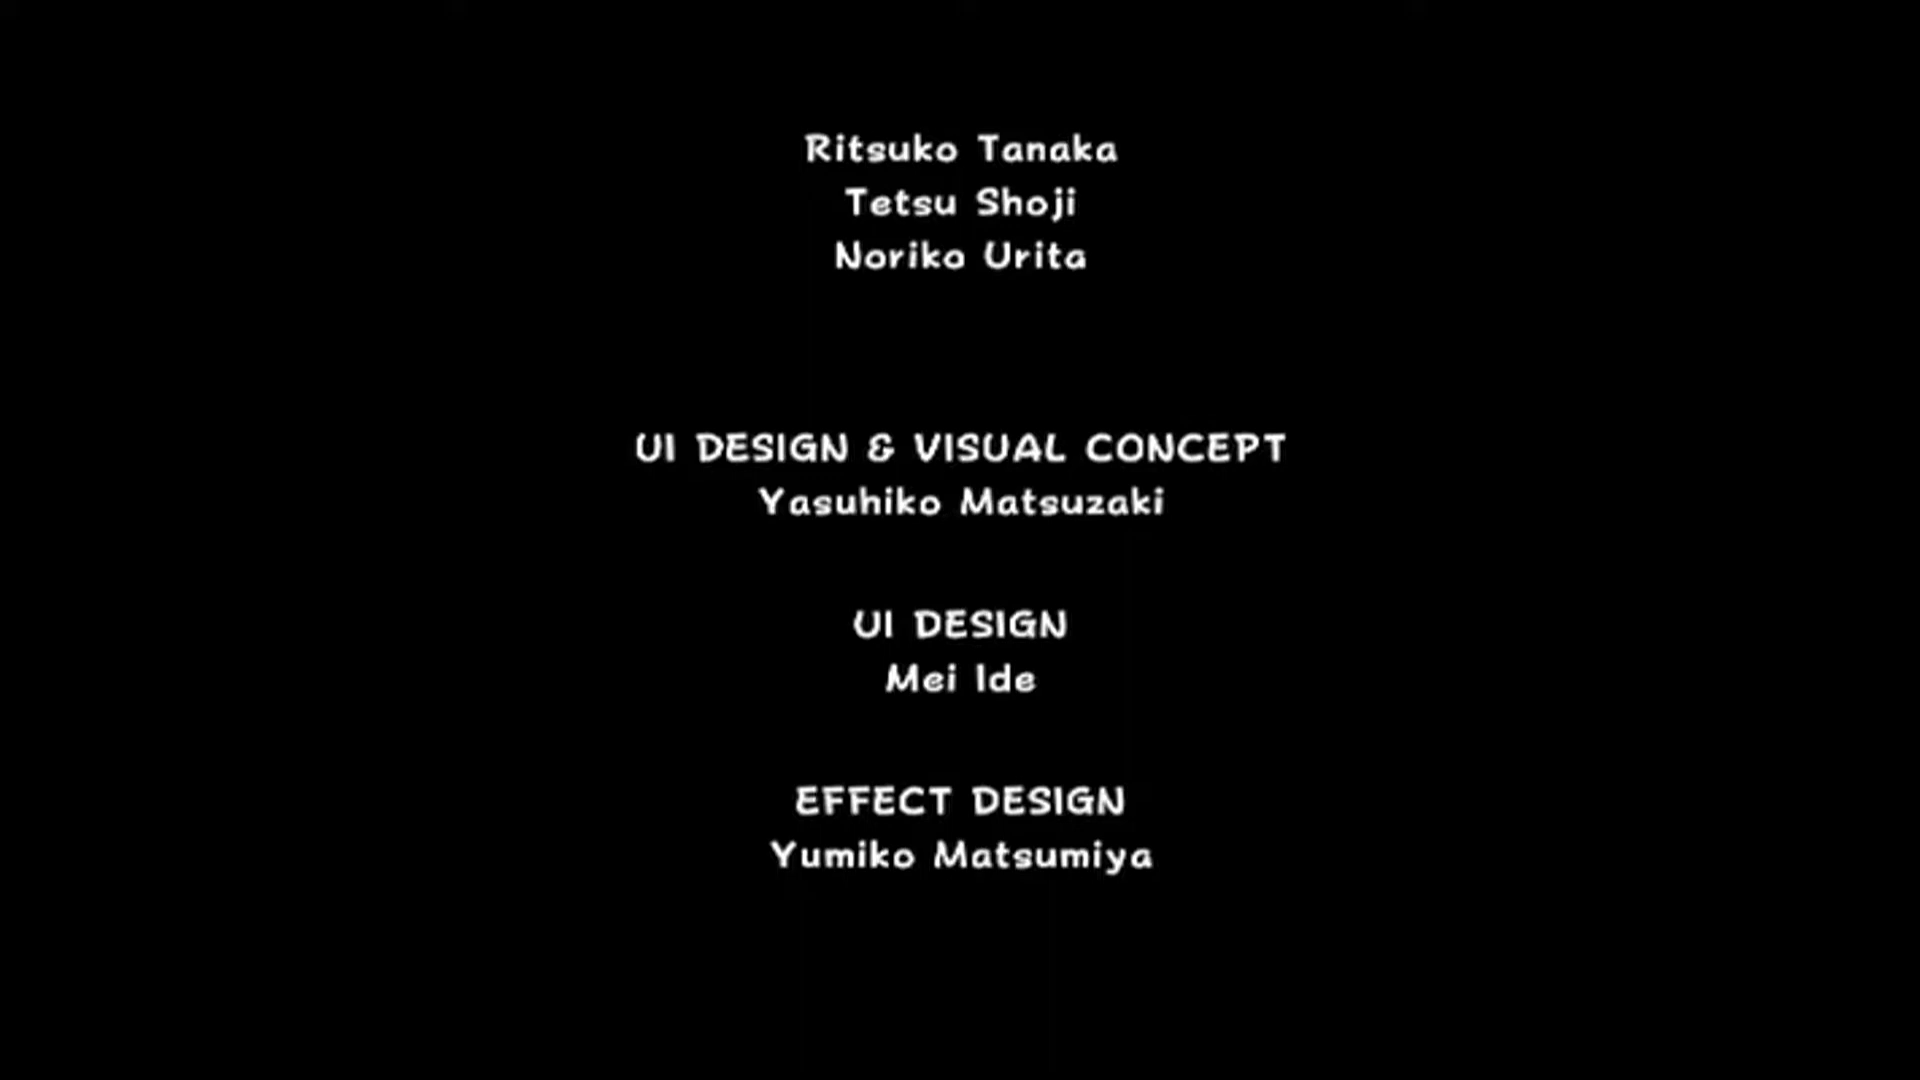 Ritsuko Tanaka
Tetsu Shoji
Noriko Urita
UI DESIGN & VISUAL CONCEPT
Yasuhiko Matsuzaki
UI DESIGN
Mei Ide
EFFECT DESIGN
Yumiko Matsumiya